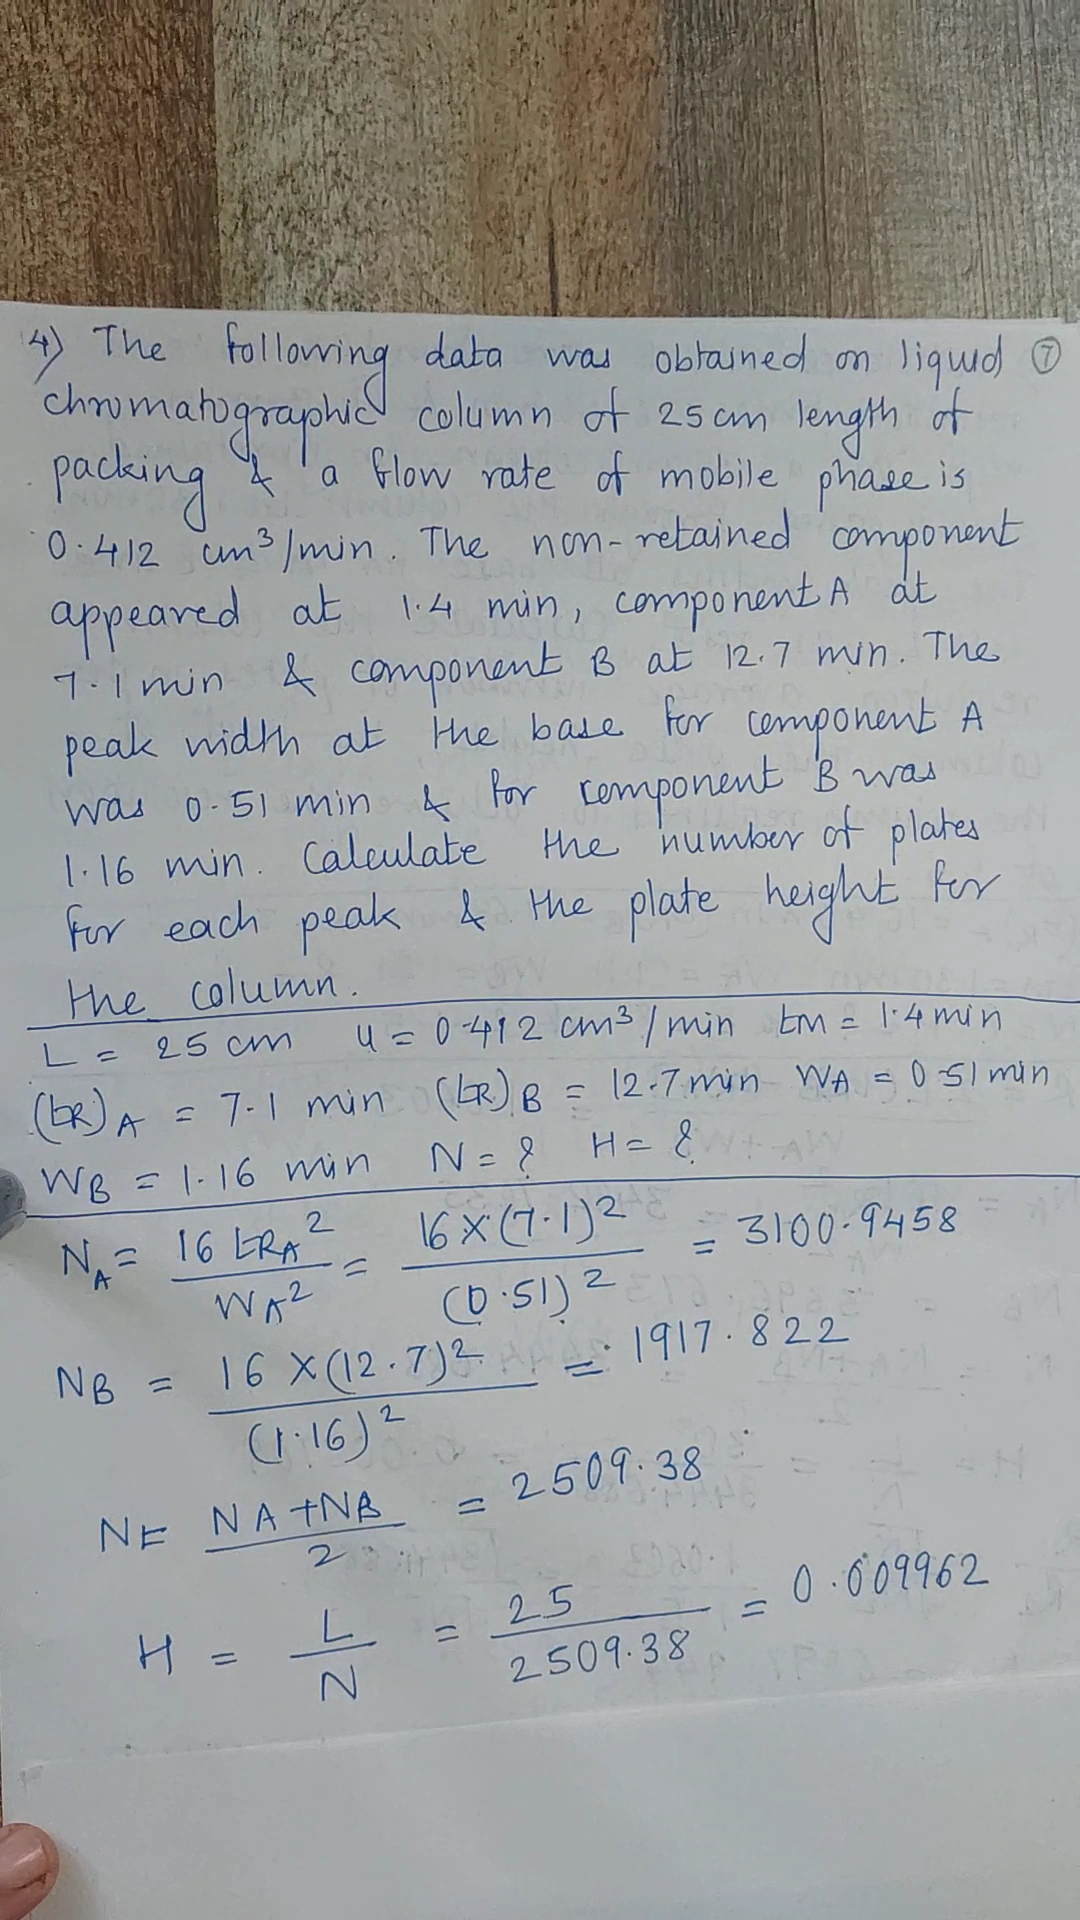 4) The following data was obtained on liquid ⑦
chromatographic column of 25 cm length of
packing & a flow rate of mobile phase is
0.412 cm³/min. The non-retained component
appeared at 1.4 min, component A at
7.1 min & component B at 12.7 min. The
peak width at the base for component A
was 0.51 min & for component B was
1.16 min. Calculate the number of plates
for each peak & the plate height for
the column.
L = 25 cm u = 0.412 cm³/min tm = 1.4 min
(tR)A = 7.1 min (tR)B = 12.7 min WA = 0.51 min
WB = 1.16 min N = ? H = ?
NA = 16 tRA² / WA² = 16 × (7.1)² / (0.51)² = 3100.9458
NB = 16 × (12.7)² / (1.16)² = 1917.822
N = NA + NB / 2 = 2509.38
H = L / N = 25 / 2509.38 = 0.009962